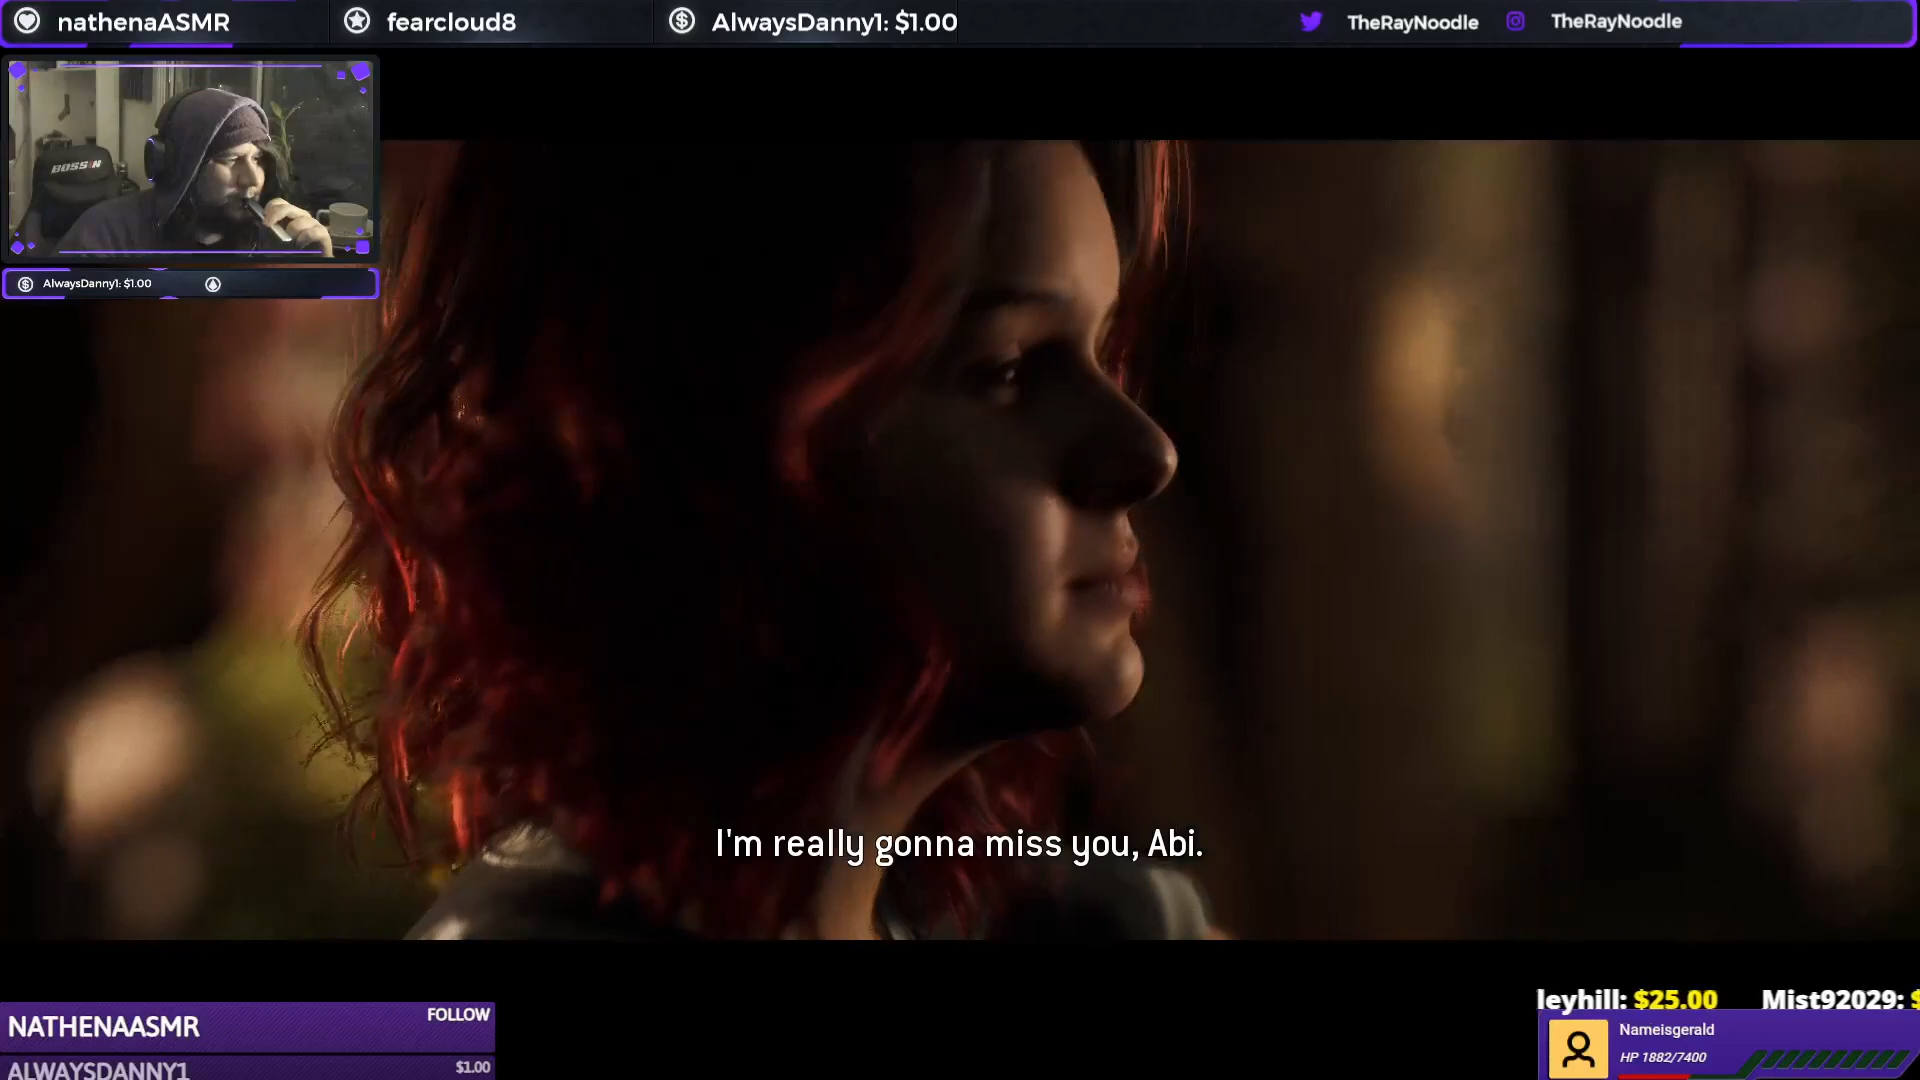 nathenaASMR
fearcloud8
AlwaysDanny1: $1.00
TheRayNoodle
TheRayNoodle
BOSSIN
AlwaysDanny1: $1.00
I'm really gonna miss you, Abi.
NATHENAASMR
FOLLOW
ALWAYSDANNY1
$1.00
leyhill: $25.00
Mist92029: $
Nameisgerald
HP 1882/7400